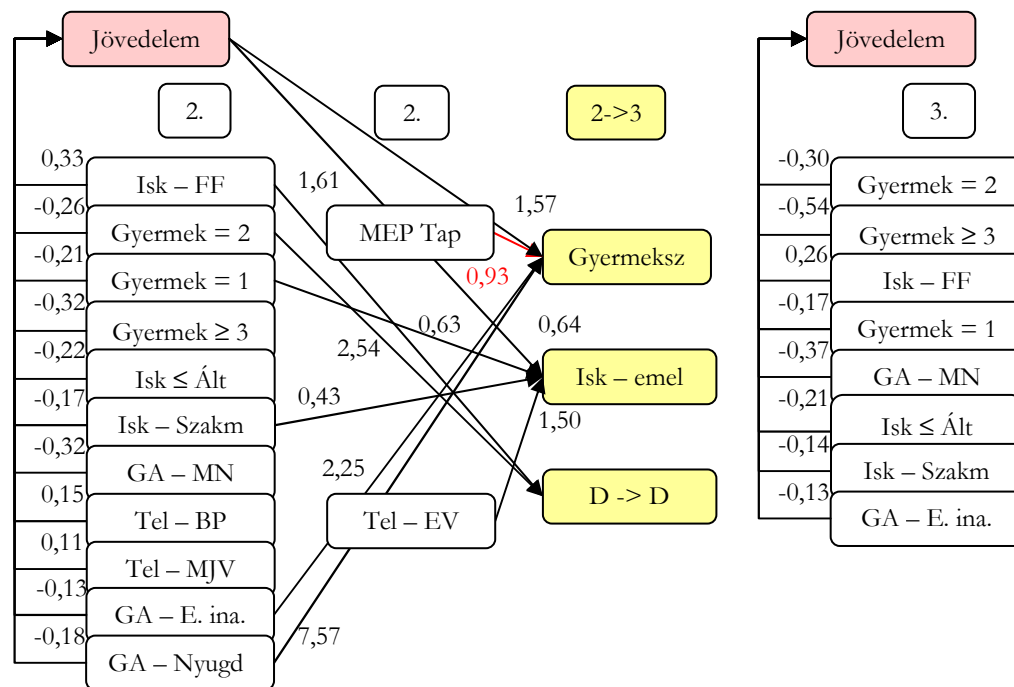 Jövedelem
Jövedelem
2.
2.
2->3
3.
0,33
Isk – FF
-0,26
Gyermek = 2
-0,21
Gyermek = 1
-0,32
Gyermek ≥ 3
-0,22
Isk ≤ Ált
-0,17
Isk – Szakm
-0,32
GA – MN
0,15
Tel – BP
0,11
Tel – MJV
-0,13
GA – E. ina.
-0,18
GA – Nyugd
1,61
MEP Tap
1,57
0,93
Gyermeksz
0,63
0,64
2,54
Isk – emel
0,43
1,50
2,25
Tel – EV
D -> D
7,57
-0,30
Gyermek = 2
-0,54
Gyermek ≥ 3
0,26
Isk – FF
-0,17
Gyermek = 1
-0,37
GA – MN
-0,21
Isk ≤ Ált
-0,14
Isk – Szakm
-0,13
GA – E. ina.